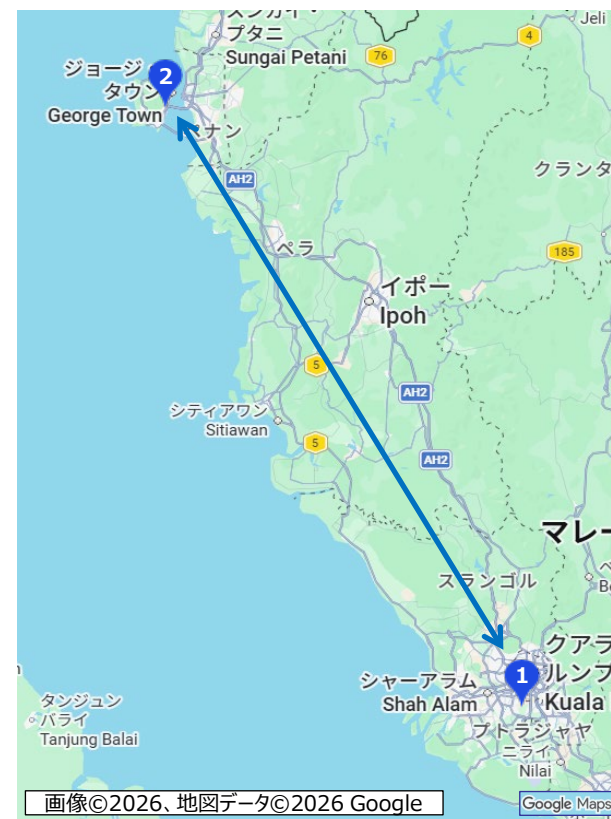 スンガイ・
プタニ
Sungai Petani
Jeli
4
76
ジョージ
タウン
George Town
2
ナン
AH2
クランタ
185
ペラ
イポー
Ipoh
5
AH2
シティアワン
Sitiawan
5
AH2
マレー
スランゴル
クアラ
ルンプ
Kuala
1
シャーアラム
Shah Alam
プトラジャヤ
ニライ
Nilai
タンジュン
バライ
Tanjung Balai
画像©2026、地図データ©2026 Google
Google Maps